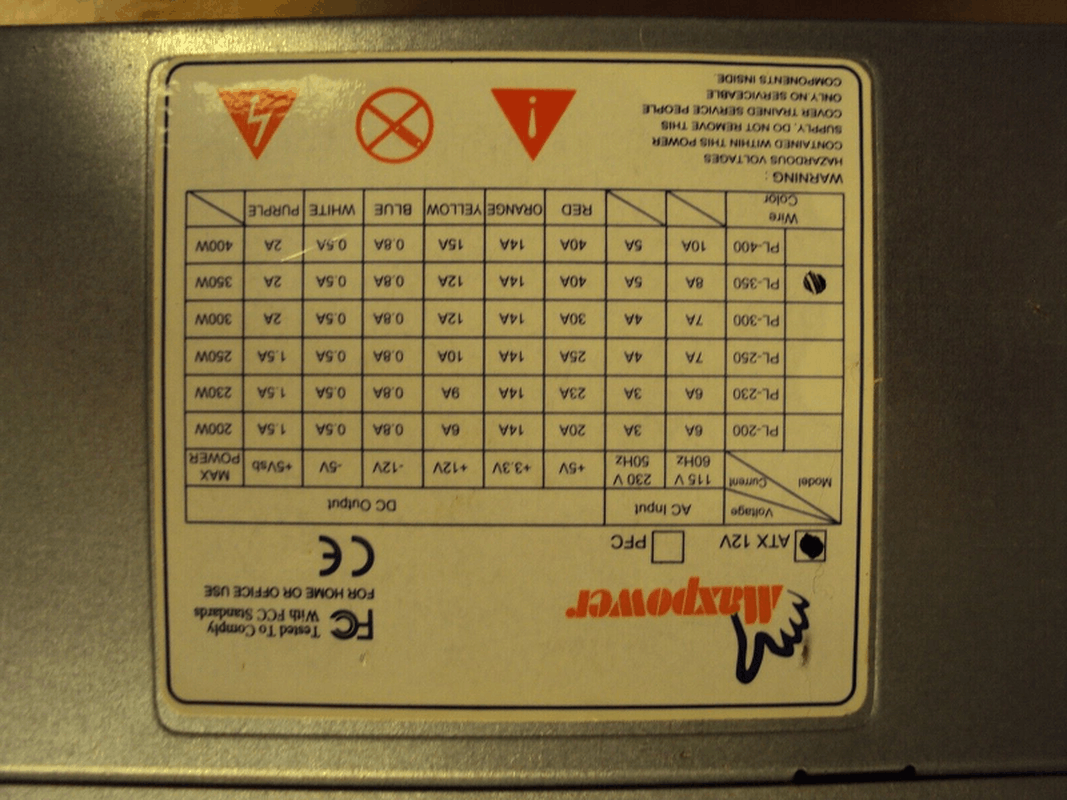 Maxpower
FC Tested To Comply
With FCC Standards
FOR HOME OR OFFICE USE
CE
ATX 12V PFC
Voltage AC Input DC Output
Model Current 115 V 60HZ 230 V 50HZ +5V +3.3V +12V -12V -5V +5Vsb MAX POWER
PL-200 6A 3A 20A 14A 6A 0.8A 0.5A 1.5A 200W
PL-230 6A 3A 23A 14A 9A 0.8A 0.5A 1.5A 230W
PL-250 7A 4A 25A 14A 10A 0.8A 0.5A 1.5A 250W
PL-300 7A 4A 30A 14A 12A 0.8A 0.5A 2A 300W
PL-350 8A 5A 40A 14A 12A 0.8A 0.5A 2A 350W
PL-400 10A 5A 40A 14A 15A 0.8A 0.5A 2A 400W
Wire Color RED ORANGE YELLOW BLUE WHITE PURPLE
WARNING :
HAZARDOUS VOLTAGES
CONTAINED WITHIN THIS POWER
SUPPLY. DO NOT REMOVE THIS
COVER TRAINED SERVICE PEOPLE
ONLY.NO SERVICEABLE
COMPONENTS INSIDE.